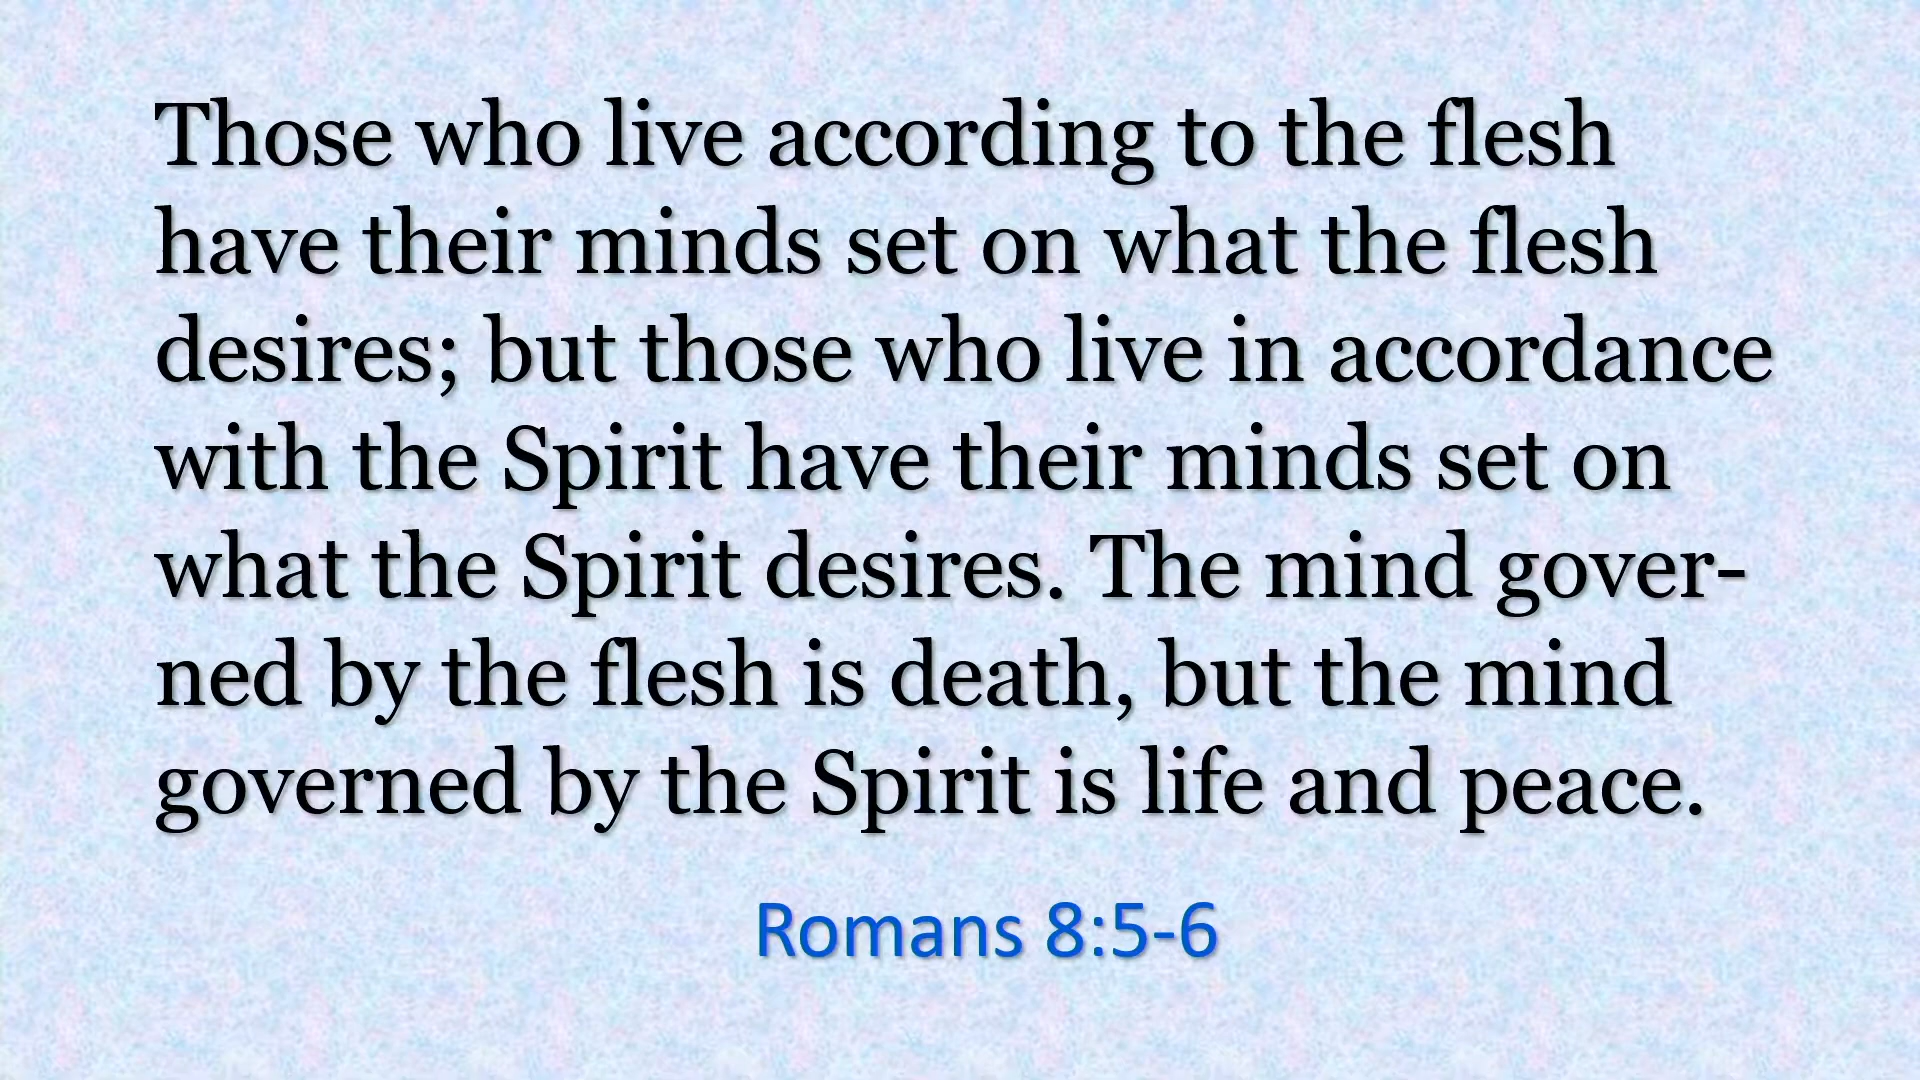 Those who live according to the flesh
have their minds set on what the flesh
desires; but those who live in accordance
with the Spirit have their minds set on
what the Spirit desires. The mind gover-
ned by the flesh is death, but the mind
governed by the Spirit is life and peace.
Romans 8:5-6